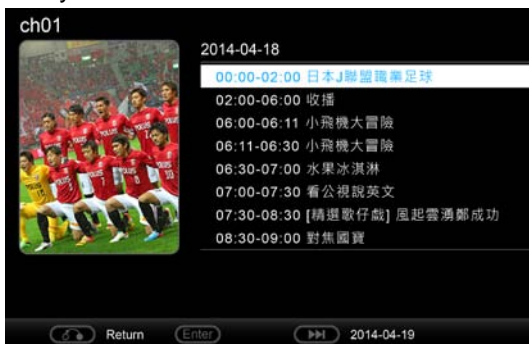 ch01
2014-04-18
00:00-02:00 日本J聯盟職業足球
02:00-06:00 收播
06:00-06:11 小飛機大冒險
06:11-06:30 小飛機大冒險
06:30-07:00 水果冰淇淋
07:00-07:30 看公視說英文
07:30-08:30 [精選歌仔戲] 風起雲湧鄭成功
08:30-09:00 對焦國寶
Return Enter 2014-04-19